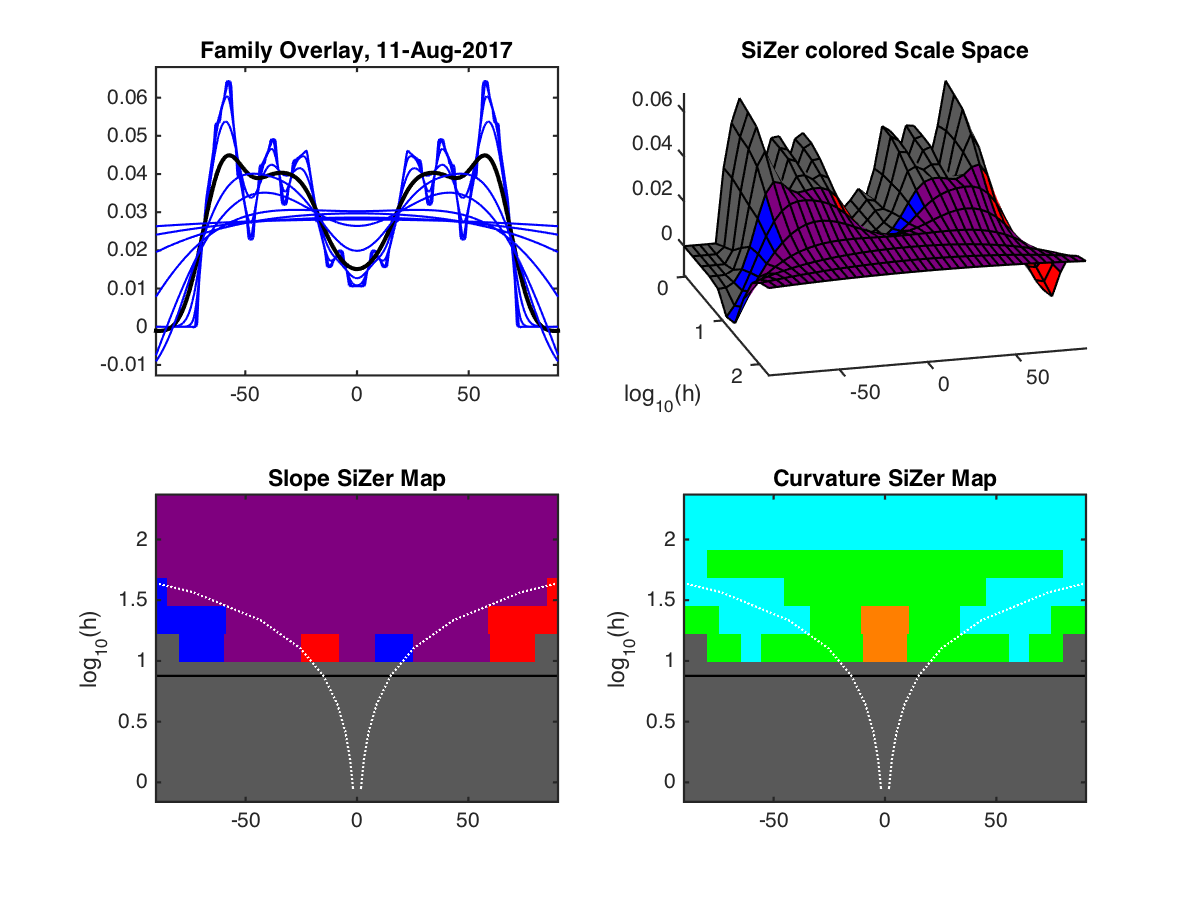 Family Overlay, 11-Aug-2017
0.06
0.05
0.04
0.03
0.02
0.01
0
-0.01
-50 0 50
SiZer colored Scale Space
0.06
0.04
0.02
0
0
1
2
log10(h)
-50
0
50
Slope SiZer Map
2
1.5
1
0.5
0
log10(h)
-50 0 50
Curvature SiZer Map
2
1.5
1
0.5
0
log10(h)
-50 0 50